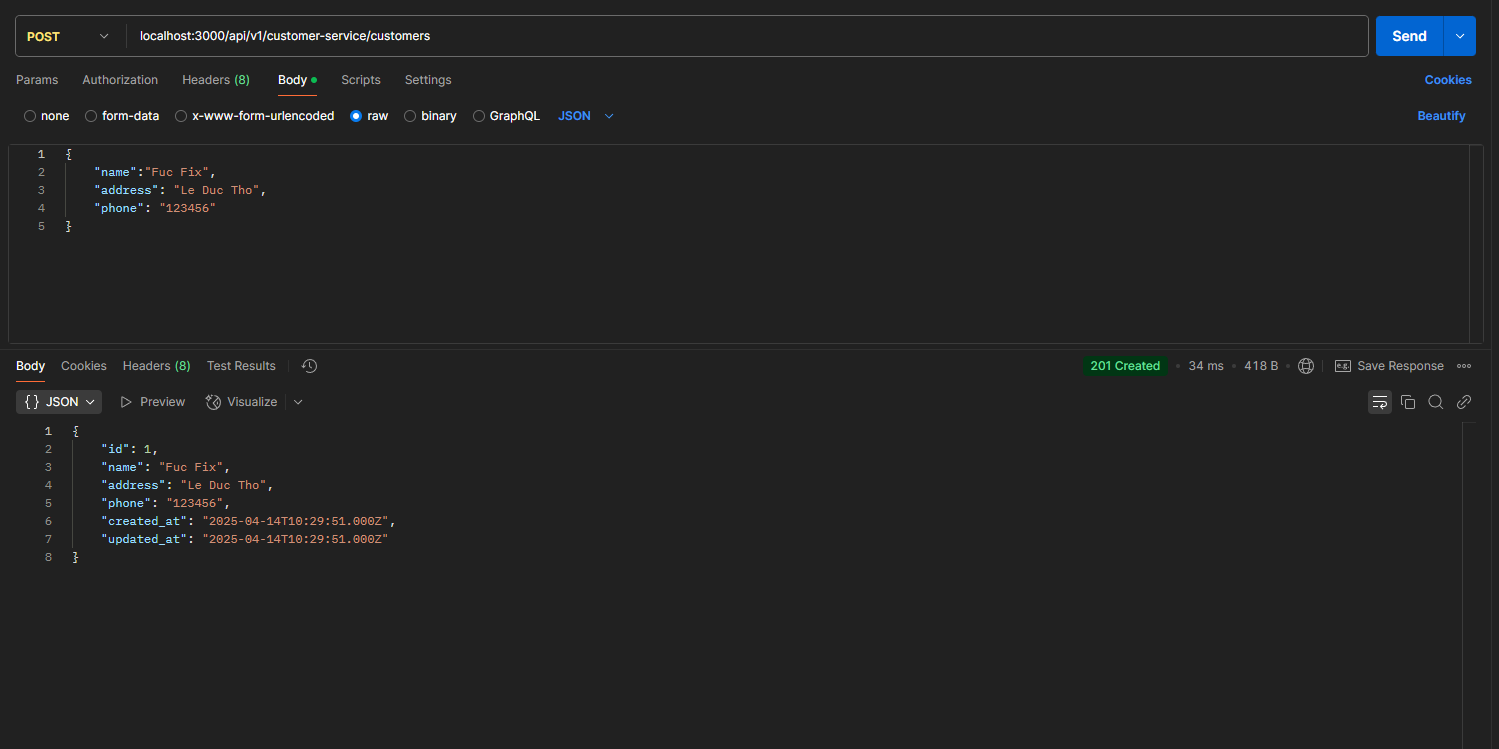 POST localhost:3000/api/v1/customer-service/customers Send
Params Authorization Headers (8) Body Scripts Settings Cookies
none form-data x-www-form-urlencoded raw binary GraphQL JSON Beautify
1 {
2 "name":"Fuc Fix",
3 "address": "Le Duc Tho",
4 "phone": "123456"
5 }
Body Cookies Headers (8) Test Results 201 Created • 34 ms • 418 B • e.g. Save Response
{} JSON Preview Visualize
1 {
2 "id": 1,
3 "name": "Fuc Fix",
4 "address": "Le Duc Tho",
5 "phone": "123456",
6 "created_at": "2025-04-14T10:29:51.000Z",
7 "updated_at": "2025-04-14T10:29:51.000Z"
8 }